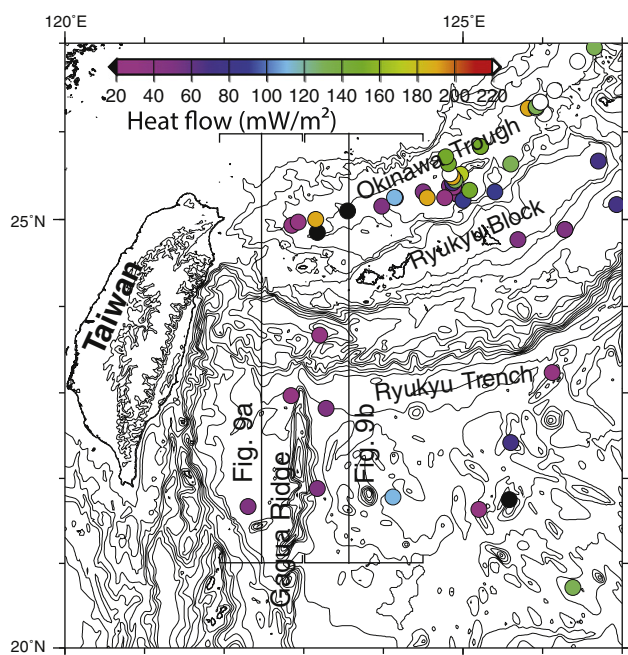 120°E 125°E
20 40 60 80 100 120 140 160 180 200 220
Heat flow (mW/m²)
Okinawa Trough
25°N
Ryukyu Block
Taiwan
Ryukyu Trench
Fig. 9a
Fig. 9b
Gagua Ridge
20°N